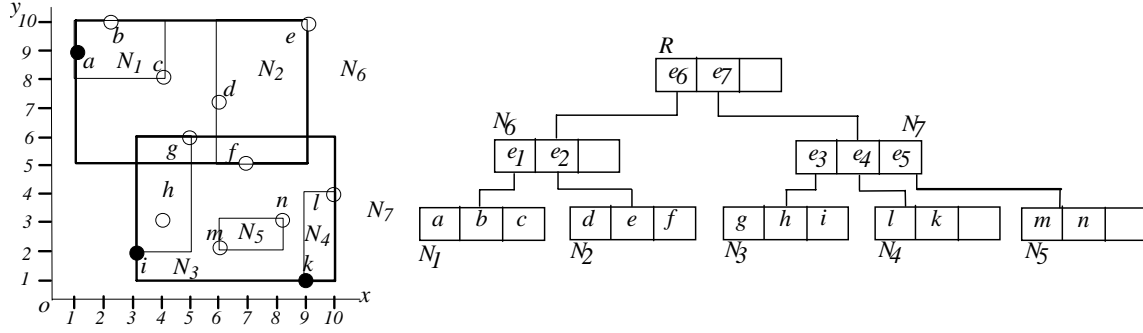 y
10 b e
9 a N1 N2 N6
8 c
7 d
6
5 g f
4 h l
3 n N7
2 m N5 N4
i N3 k
1
o 1 2 3 4 5 6 7 8 9 10 x
R
e6 e7
N6 N7
e1 e2 e3 e4 e5
a b c d e f g h i l k m n
N1 N2 N3 N4 N5